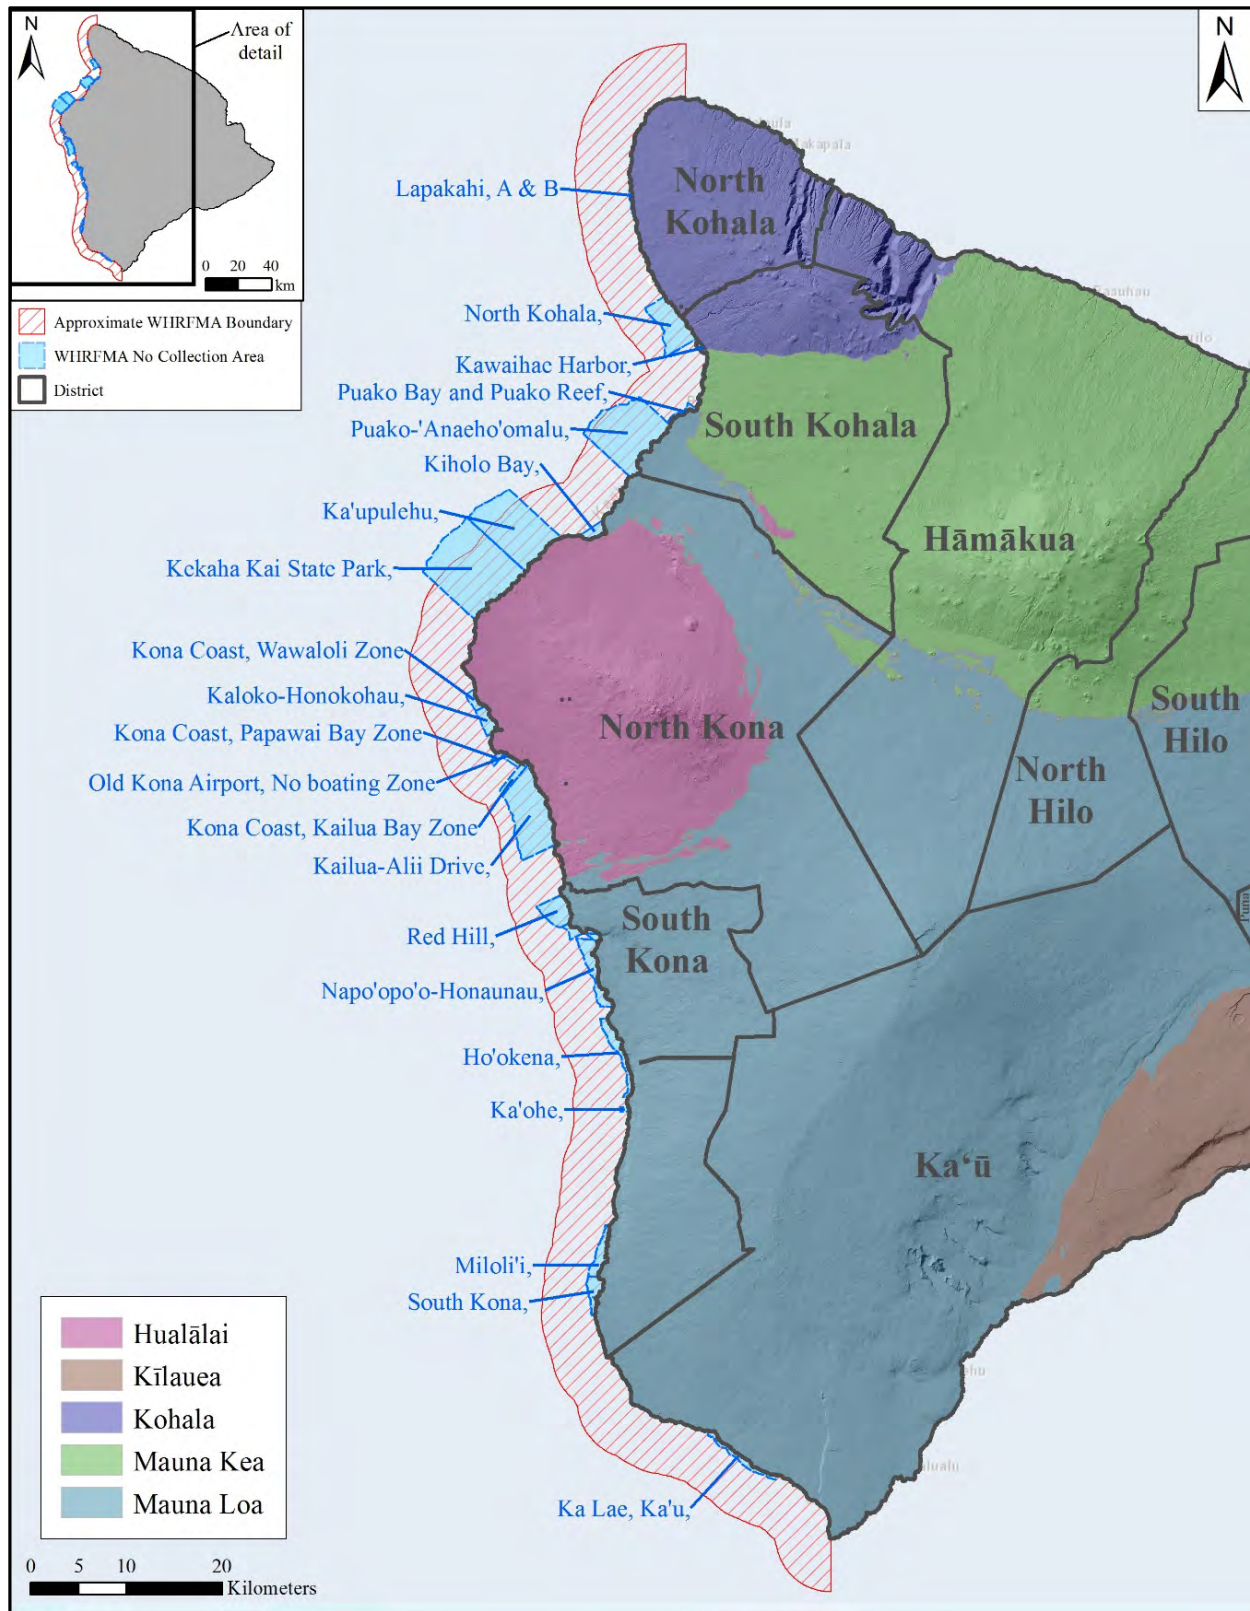 N
Area of
detail
0 20 40
km
N
Approximate WHRFMA Boundary
WHRFMA No Collection Area
District
akapala
Lapakahi, A & B
North
Kohala
North Kohala,
Kawaihae Harbor,
Puako Bay and Puako Reef,
South Kohala
Puako-'Anaeho'omalu,
Kiholo Bay,
Ka'upulehu,
Hāmākua
Kekaha Kai State Park,
Kona Coast, Wawaloli Zone
Kaloko-Honokohau,
South
Hilo
North Kona
Kona Coast, Papawai Bay Zone
North
Hilo
Old Kona Airport, No boating Zone
Kona Coast, Kailua Bay Zone
Kailua-Alii Drive,
Puna
South
Kona
Red Hill,
Napo'opo'o-Honaunau,
Ho'okena,
Ka'ohe,
Kaʻū
Miloli'i,
South Kona,
Hualālai
Kīlauea
Kohala
Mauna Kea
Mauna Loa
Ka Lae, Ka'u,
0 5 10 20
Kilometers